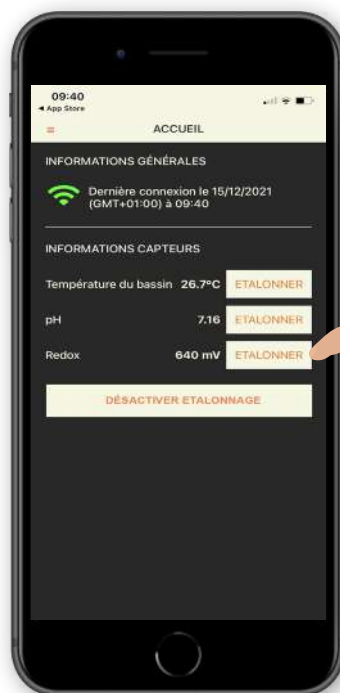 09:40
◄ App Store
ACCUEIL
INFORMATIONS GÉNÉRALES
Dernière connexion le 15/12/2021
(GMT+01:00) à 09:40
INFORMATIONS CAPTEURS
Température du bassin 26.7°C ETALONNER
pH 7.16 ETALONNER
Redox 640 mV ETALONNER
DÉSACTIVER ETALONNAGE